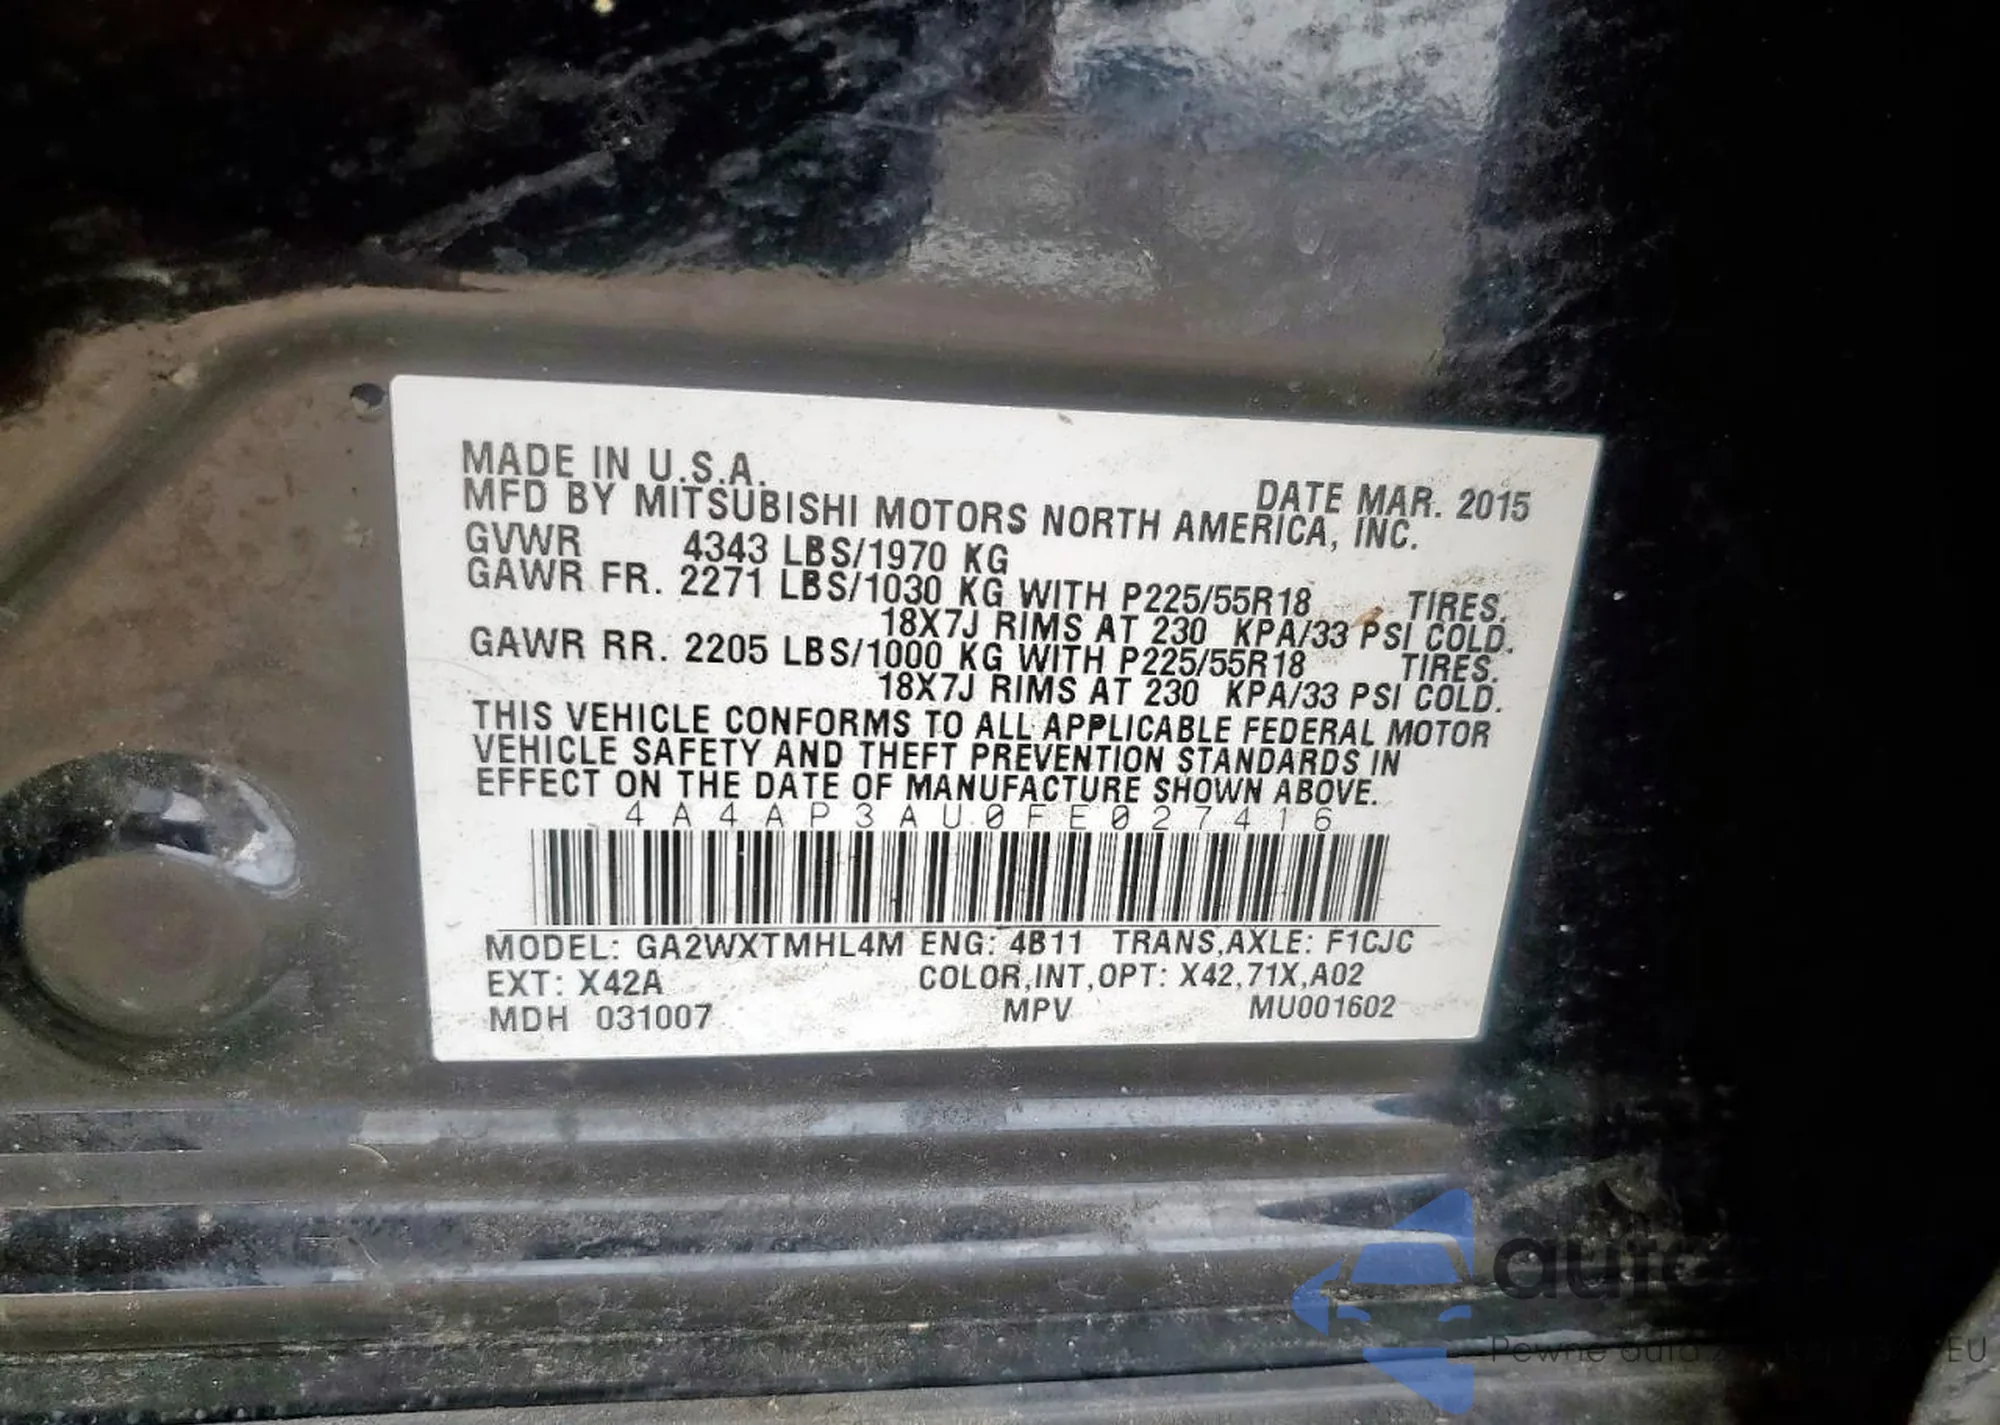 MADE IN U.S.A.
DATE MAR. 2015
MFD BY MITSUBISHI MOTORS NORTH AMERICA, INC.
GVWR 4343 LBS/1970 KG
GAWR FR. 2271 LBS/1030 KG WITH P225/55R18 TIRES.
18X7J RIMS AT 230 KPA/33 PSI COLD.
GAWR RR. 2205 LBS/1000 KG WITH P225/55R18 TIRES.
18X7J RIMS AT 230 KPA/33 PSI COLD.
THIS VEHICLE CONFORMS TO ALL APPLICABLE FEDERAL MOTOR
VEHICLE SAFETY AND THEFT PREVENTION STANDARDS IN
EFFECT ON THE DATE OF MANUFACTURE SHOWN ABOVE.
4A4AP3AU0FE027416
MODEL: GA2WXTMHL4M ENG: 4B11 TRANS,AXLE: F1CJC
EXT: X42A COLOR,INT,OPT: X42,71X,A02
MDH 031007 MPV MU001602
auto
Pewne auto z